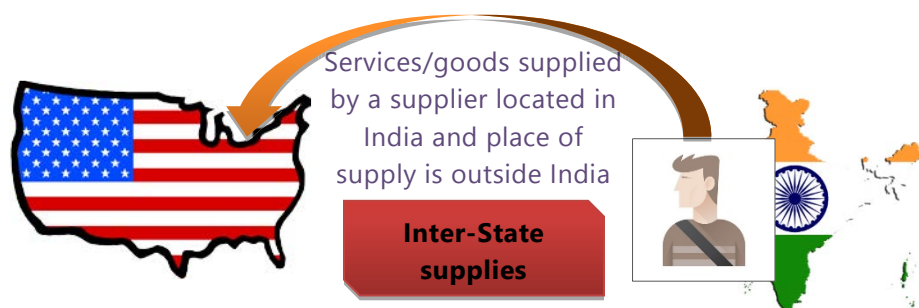 Services/goods supplied
by a supplier located in
India and place of
supply is outside India
Inter-State
supplies